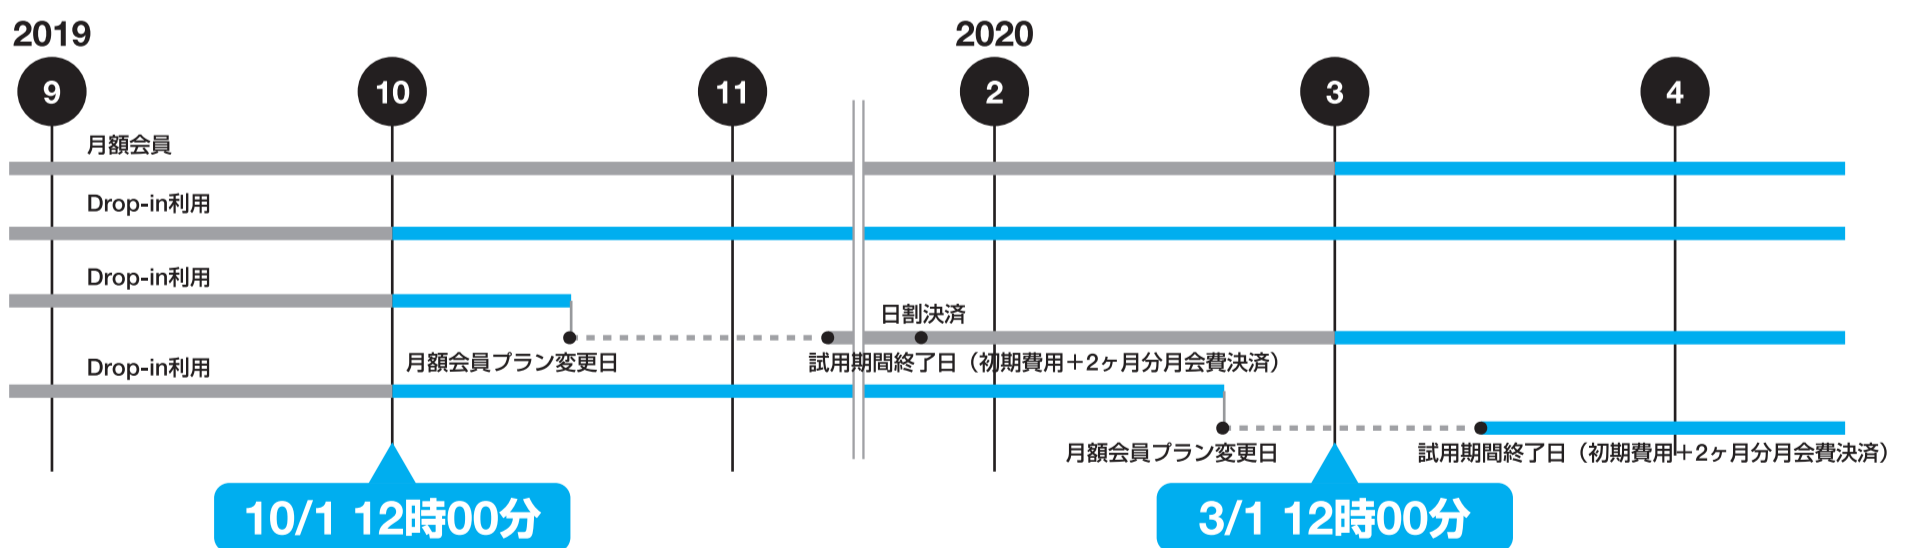 2019
2020
9
10
11
2
3
4
月額会員
Drop-in利用
Drop-in利用
日割決済
月額会員プラン変更日
試用期間終了日（初期費用＋2ヶ月分月会費決済）
Drop-in利用
月額会員プラン変更日
試用期間終了日（初期費用＋2ヶ月分月会費決済）
10/1 12時00分
3/1 12時00分